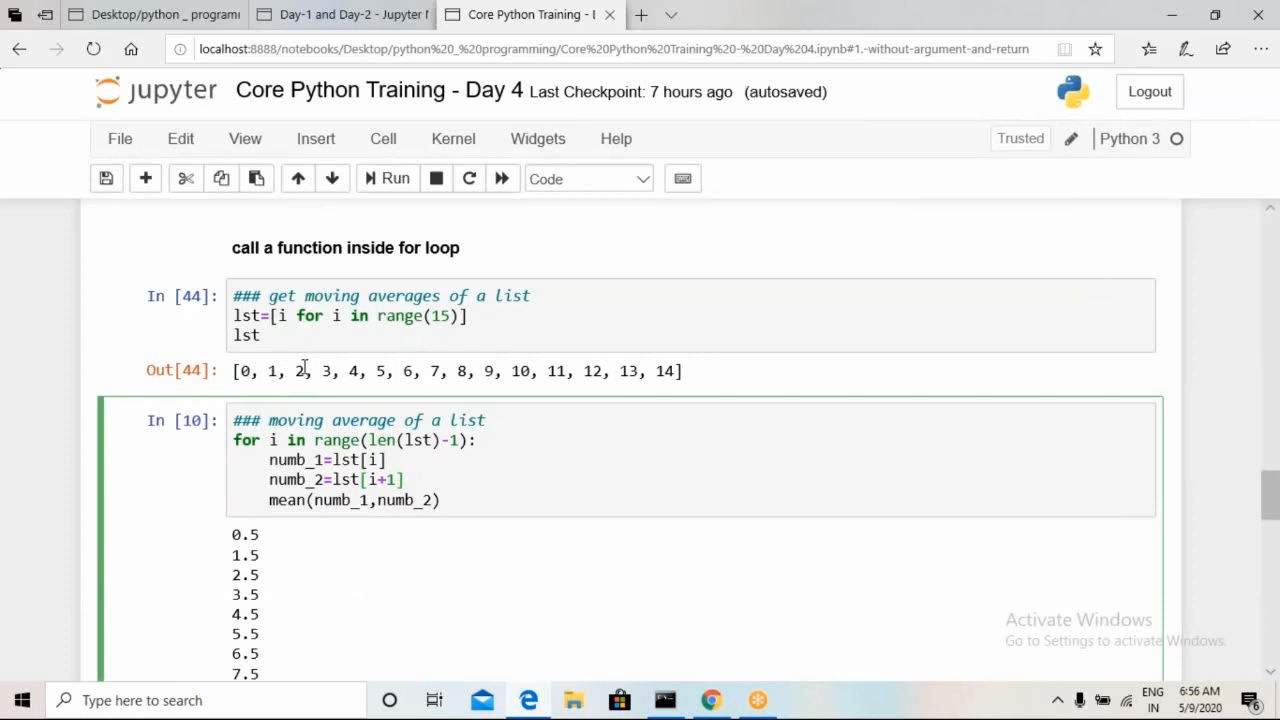 Desktop/python _ programi
Day-1 and Day-2 - Jupyter N
Core Python Training - D
localhost:8888/notebooks/Desktop/python%20_%20programming/Core%20Python%20Training%20-%20Day%204.ipynb#1.-without-argument-and-return
jupyter Core Python Training - Day 4 Last Checkpoint: 7 hours ago (autosaved)
Logout
File Edit View Insert Cell Kernel Widgets Help
Trusted Python 3
Run Code
call a function inside for loop
In [44]: ### get moving averages of a list
lst=[i for i in range(15)]
lst
Out[44]: [0, 1, 2, 3, 4, 5, 6, 7, 8, 9, 10, 11, 12, 13, 14]
In [10]: ### moving average of a list
for i in range(len(lst)-1):
    numb_1=lst[i]
    numb_2=lst[i+1]
    mean(numb_1,numb_2)
0.5
1.5
2.5
3.5
4.5
5.5
6.5
7.5
Activate Windows
Go to Settings to activate Windows.
Type here to search
ENG
IN
6:56 AM
5/9/2020
6